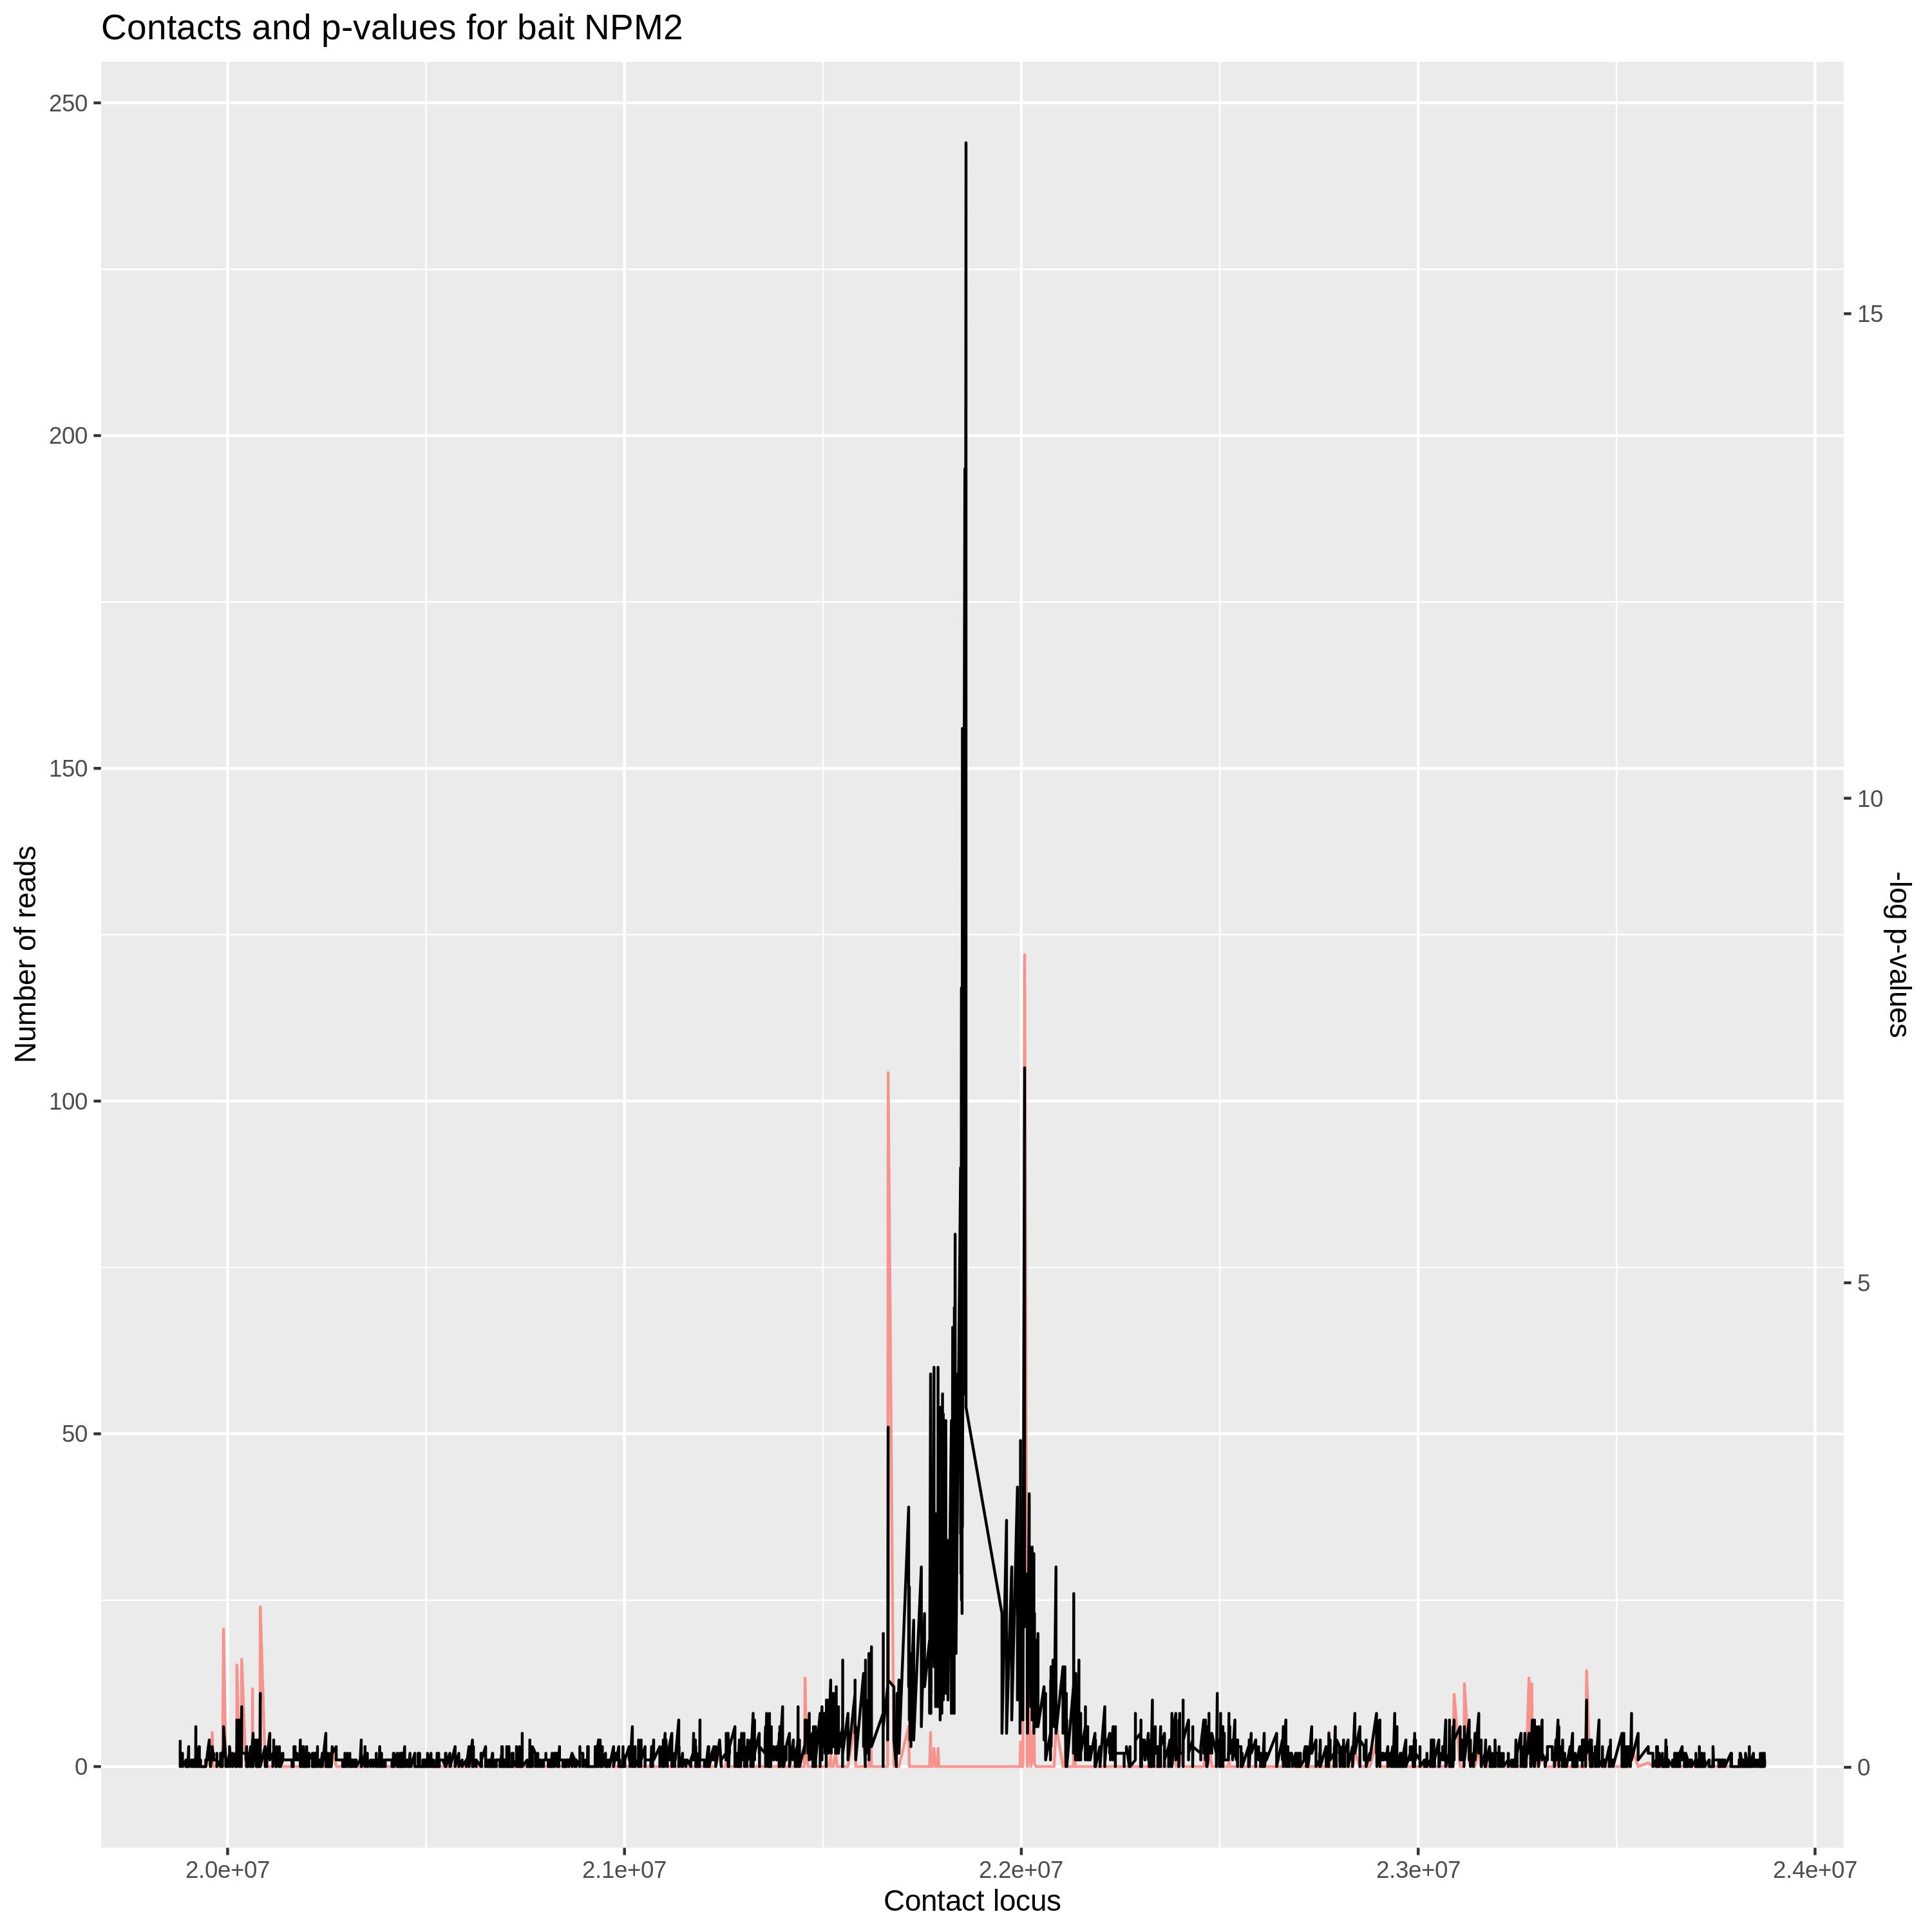 Contacts and p-values for bait NPM2
250
200
150
100
50
0
Number of reads
15
10
5
0
-log p-values
2.0e+07
2.1e+07
2.2e+07
2.3e+07
2.4e+07
Contact locus